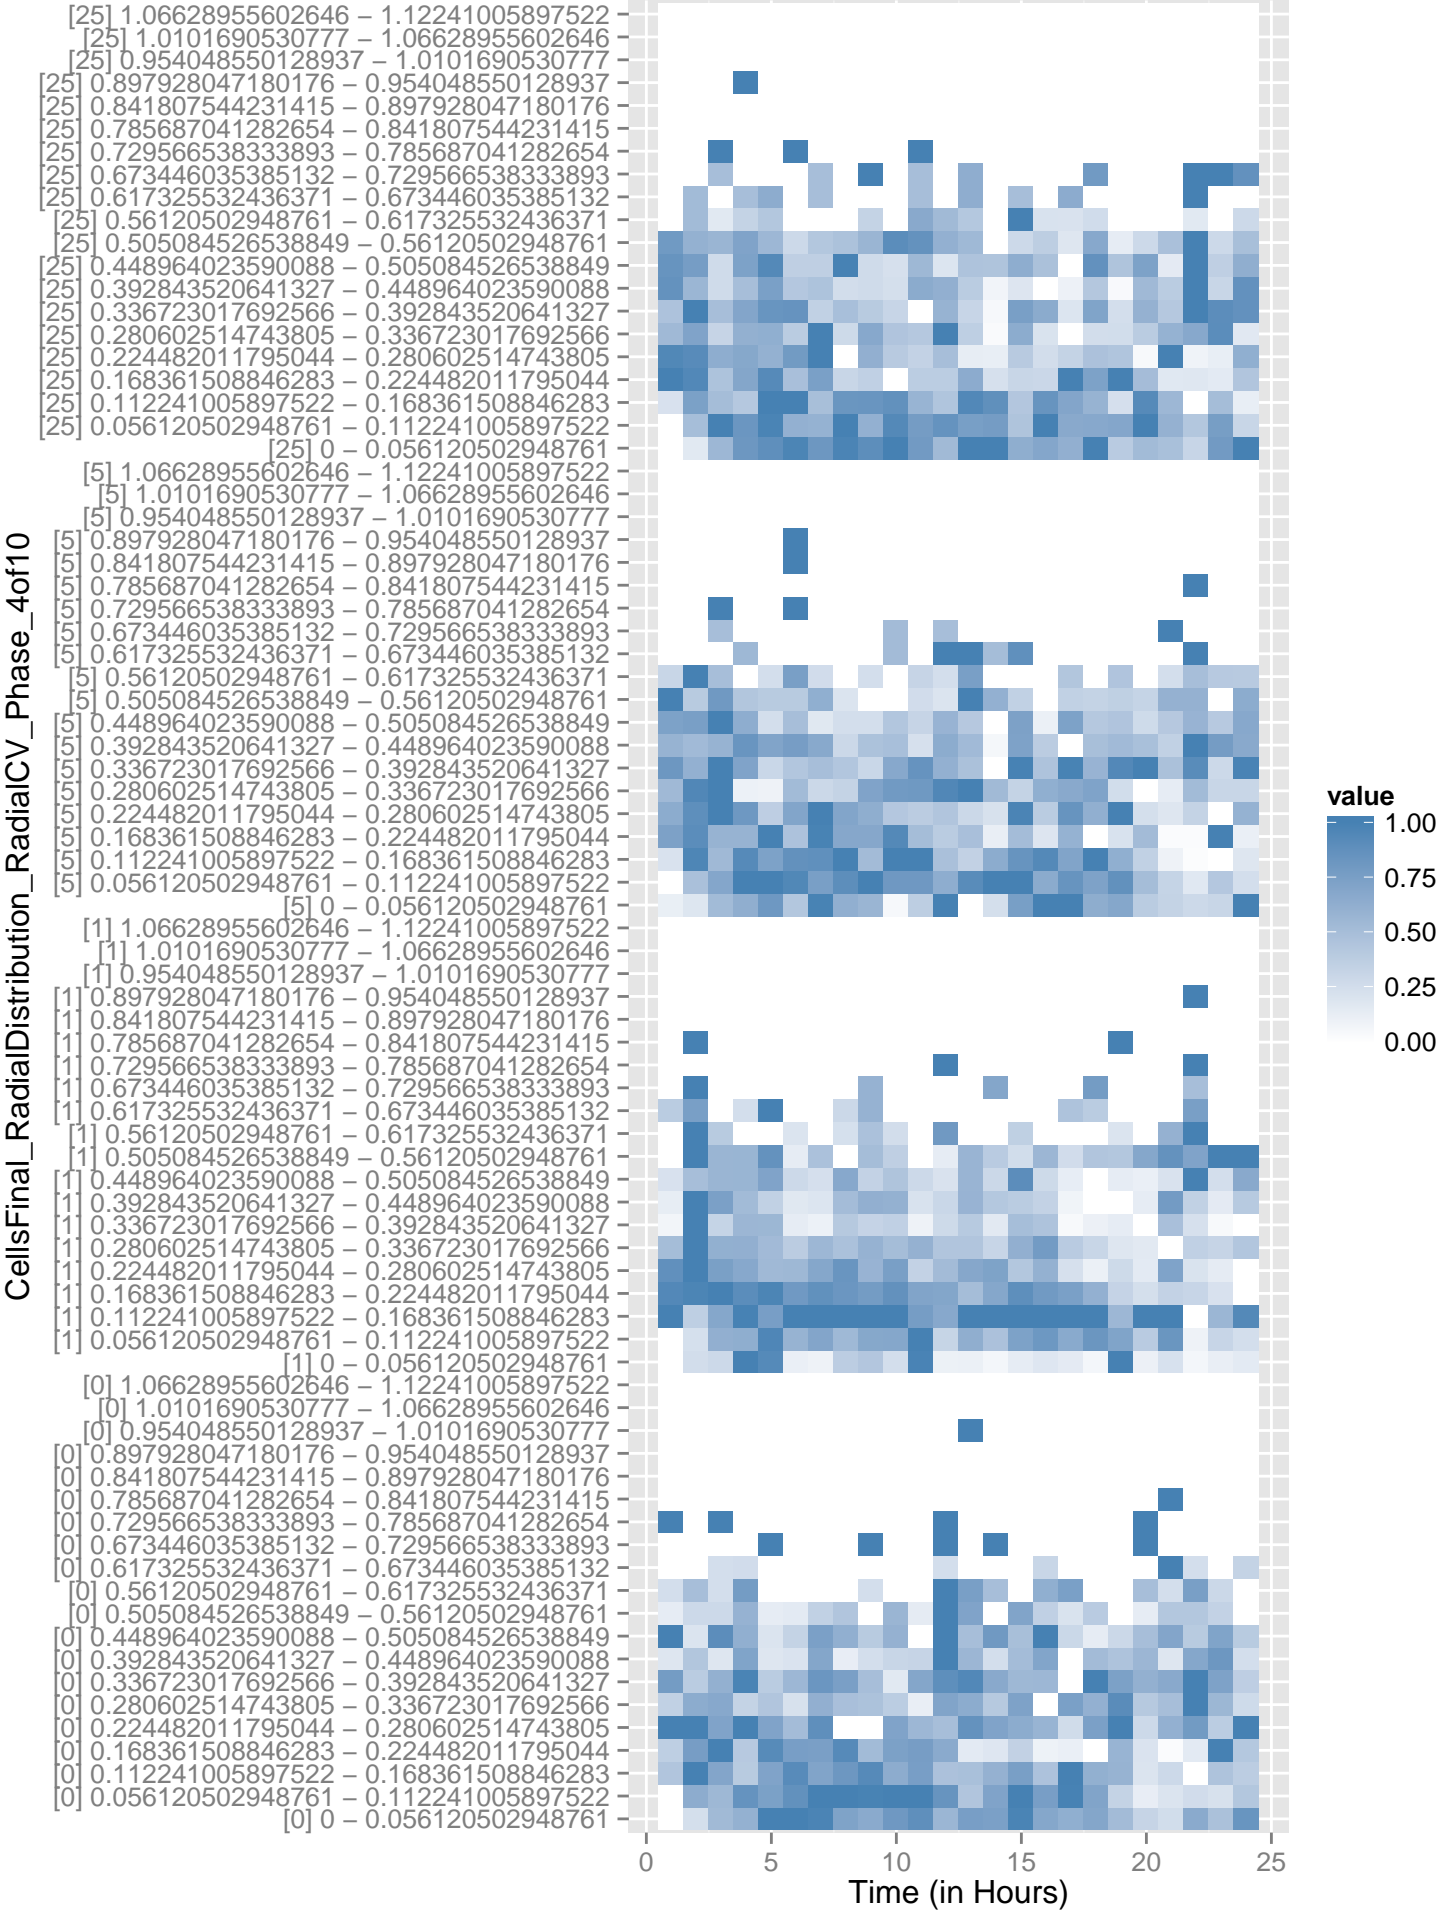 [25] 1.06628955602646 – 1.12241005897522
[25] 1.0101690530777 – 1.06628955602646
[25] 0.954048550128937 – 1.0101690530777
[25] 0.897928047180176 – 0.954048550128937
[25] 0.841807544231415 – 0.897928047180176
[25] 0.785687041282654 – 0.841807544231415
[25] 0.729566538333893 – 0.785687041282654
[25] 0.673446035385132 – 0.729566538333893
[25] 0.617325532436371 – 0.673446035385132
[25] 0.56120502948761 – 0.617325532436371
[25] 0.505084526538849 – 0.56120502948761
[25] 0.448964023590088 – 0.505084526538849
[25] 0.392843520641327 – 0.448964023590088
[25] 0.336723017692566 – 0.392843520641327
[25] 0.280602514743805 – 0.336723017692566
[25] 0.224482011795044 – 0.280602514743805
[25] 0.168361508846283 – 0.224482011795044
[25] 0.112241005897522 – 0.168361508846283
[25] 0.056120502948761 – 0.112241005897522
[25] 0 – 0.056120502948761
[5] 1.06628955602646 – 1.12241005897522
[5] 1.0101690530777 – 1.06628955602646
[5] 0.954048550128937 – 1.0101690530777
[5] 0.897928047180176 – 0.954048550128937
[5] 0.841807544231415 – 0.897928047180176
[5] 0.785687041282654 – 0.841807544231415
[5] 0.729566538333893 – 0.785687041282654
[5] 0.673446035385132 – 0.729566538333893
[5] 0.617325532436371 – 0.673446035385132
[5] 0.56120502948761 – 0.617325532436371
[5] 0.505084526538849 – 0.56120502948761
[5] 0.448964023590088 – 0.505084526538849
[5] 0.392843520641327 – 0.448964023590088
[5] 0.336723017692566 – 0.392843520641327
[5] 0.280602514743805 – 0.336723017692566
[5] 0.224482011795044 – 0.280602514743805
[5] 0.168361508846283 – 0.224482011795044
[5] 0.112241005897522 – 0.168361508846283
[5] 0.056120502948761 – 0.112241005897522
[5] 0 – 0.056120502948761
[1] 1.06628955602646 – 1.12241005897522
[1] 1.0101690530777 – 1.06628955602646
[1] 0.954048550128937 – 1.0101690530777
[1] 0.897928047180176 – 0.954048550128937
[1] 0.841807544231415 – 0.897928047180176
[1] 0.785687041282654 – 0.841807544231415
[1] 0.729566538333893 – 0.785687041282654
[1] 0.673446035385132 – 0.729566538333893
[1] 0.617325532436371 – 0.673446035385132
[1] 0.56120502948761 – 0.617325532436371
[1] 0.505084526538849 – 0.56120502948761
[1] 0.448964023590088 – 0.505084526538849
[1] 0.392843520641327 – 0.448964023590088
[1] 0.336723017692566 – 0.392843520641327
[1] 0.280602514743805 – 0.336723017692566
[1] 0.224482011795044 – 0.280602514743805
[1] 0.168361508846283 – 0.224482011795044
[1] 0.112241005897522 – 0.168361508846283
[1] 0.056120502948761 – 0.112241005897522
[1] 0 – 0.056120502948761
[0] 1.06628955602646 – 1.12241005897522
[0] 1.0101690530777 – 1.06628955602646
[0] 0.954048550128937 – 1.0101690530777
[0] 0.897928047180176 – 0.954048550128937
[0] 0.841807544231415 – 0.897928047180176
[0] 0.785687041282654 – 0.841807544231415
[0] 0.729566538333893 – 0.785687041282654
[0] 0.673446035385132 – 0.729566538333893
[0] 0.617325532436371 – 0.673446035385132
[0] 0.56120502948761 – 0.617325532436371
[0] 0.505084526538849 – 0.56120502948761
[0] 0.448964023590088 – 0.505084526538849
[0] 0.392843520641327 – 0.448964023590088
[0] 0.336723017692566 – 0.392843520641327
[0] 0.280602514743805 – 0.336723017692566
[0] 0.224482011795044 – 0.280602514743805
[0] 0.168361508846283 – 0.224482011795044
[0] 0.112241005897522 – 0.168361508846283
[0] 0.056120502948761 – 0.112241005897522
[0] 0 – 0.056120502948761
CellsFinal_RadialDistribution_RadialCV_Phase_4of10
0 5 10 15 20 25
Time (in Hours)
value
1.00
0.75
0.50
0.25
0.00